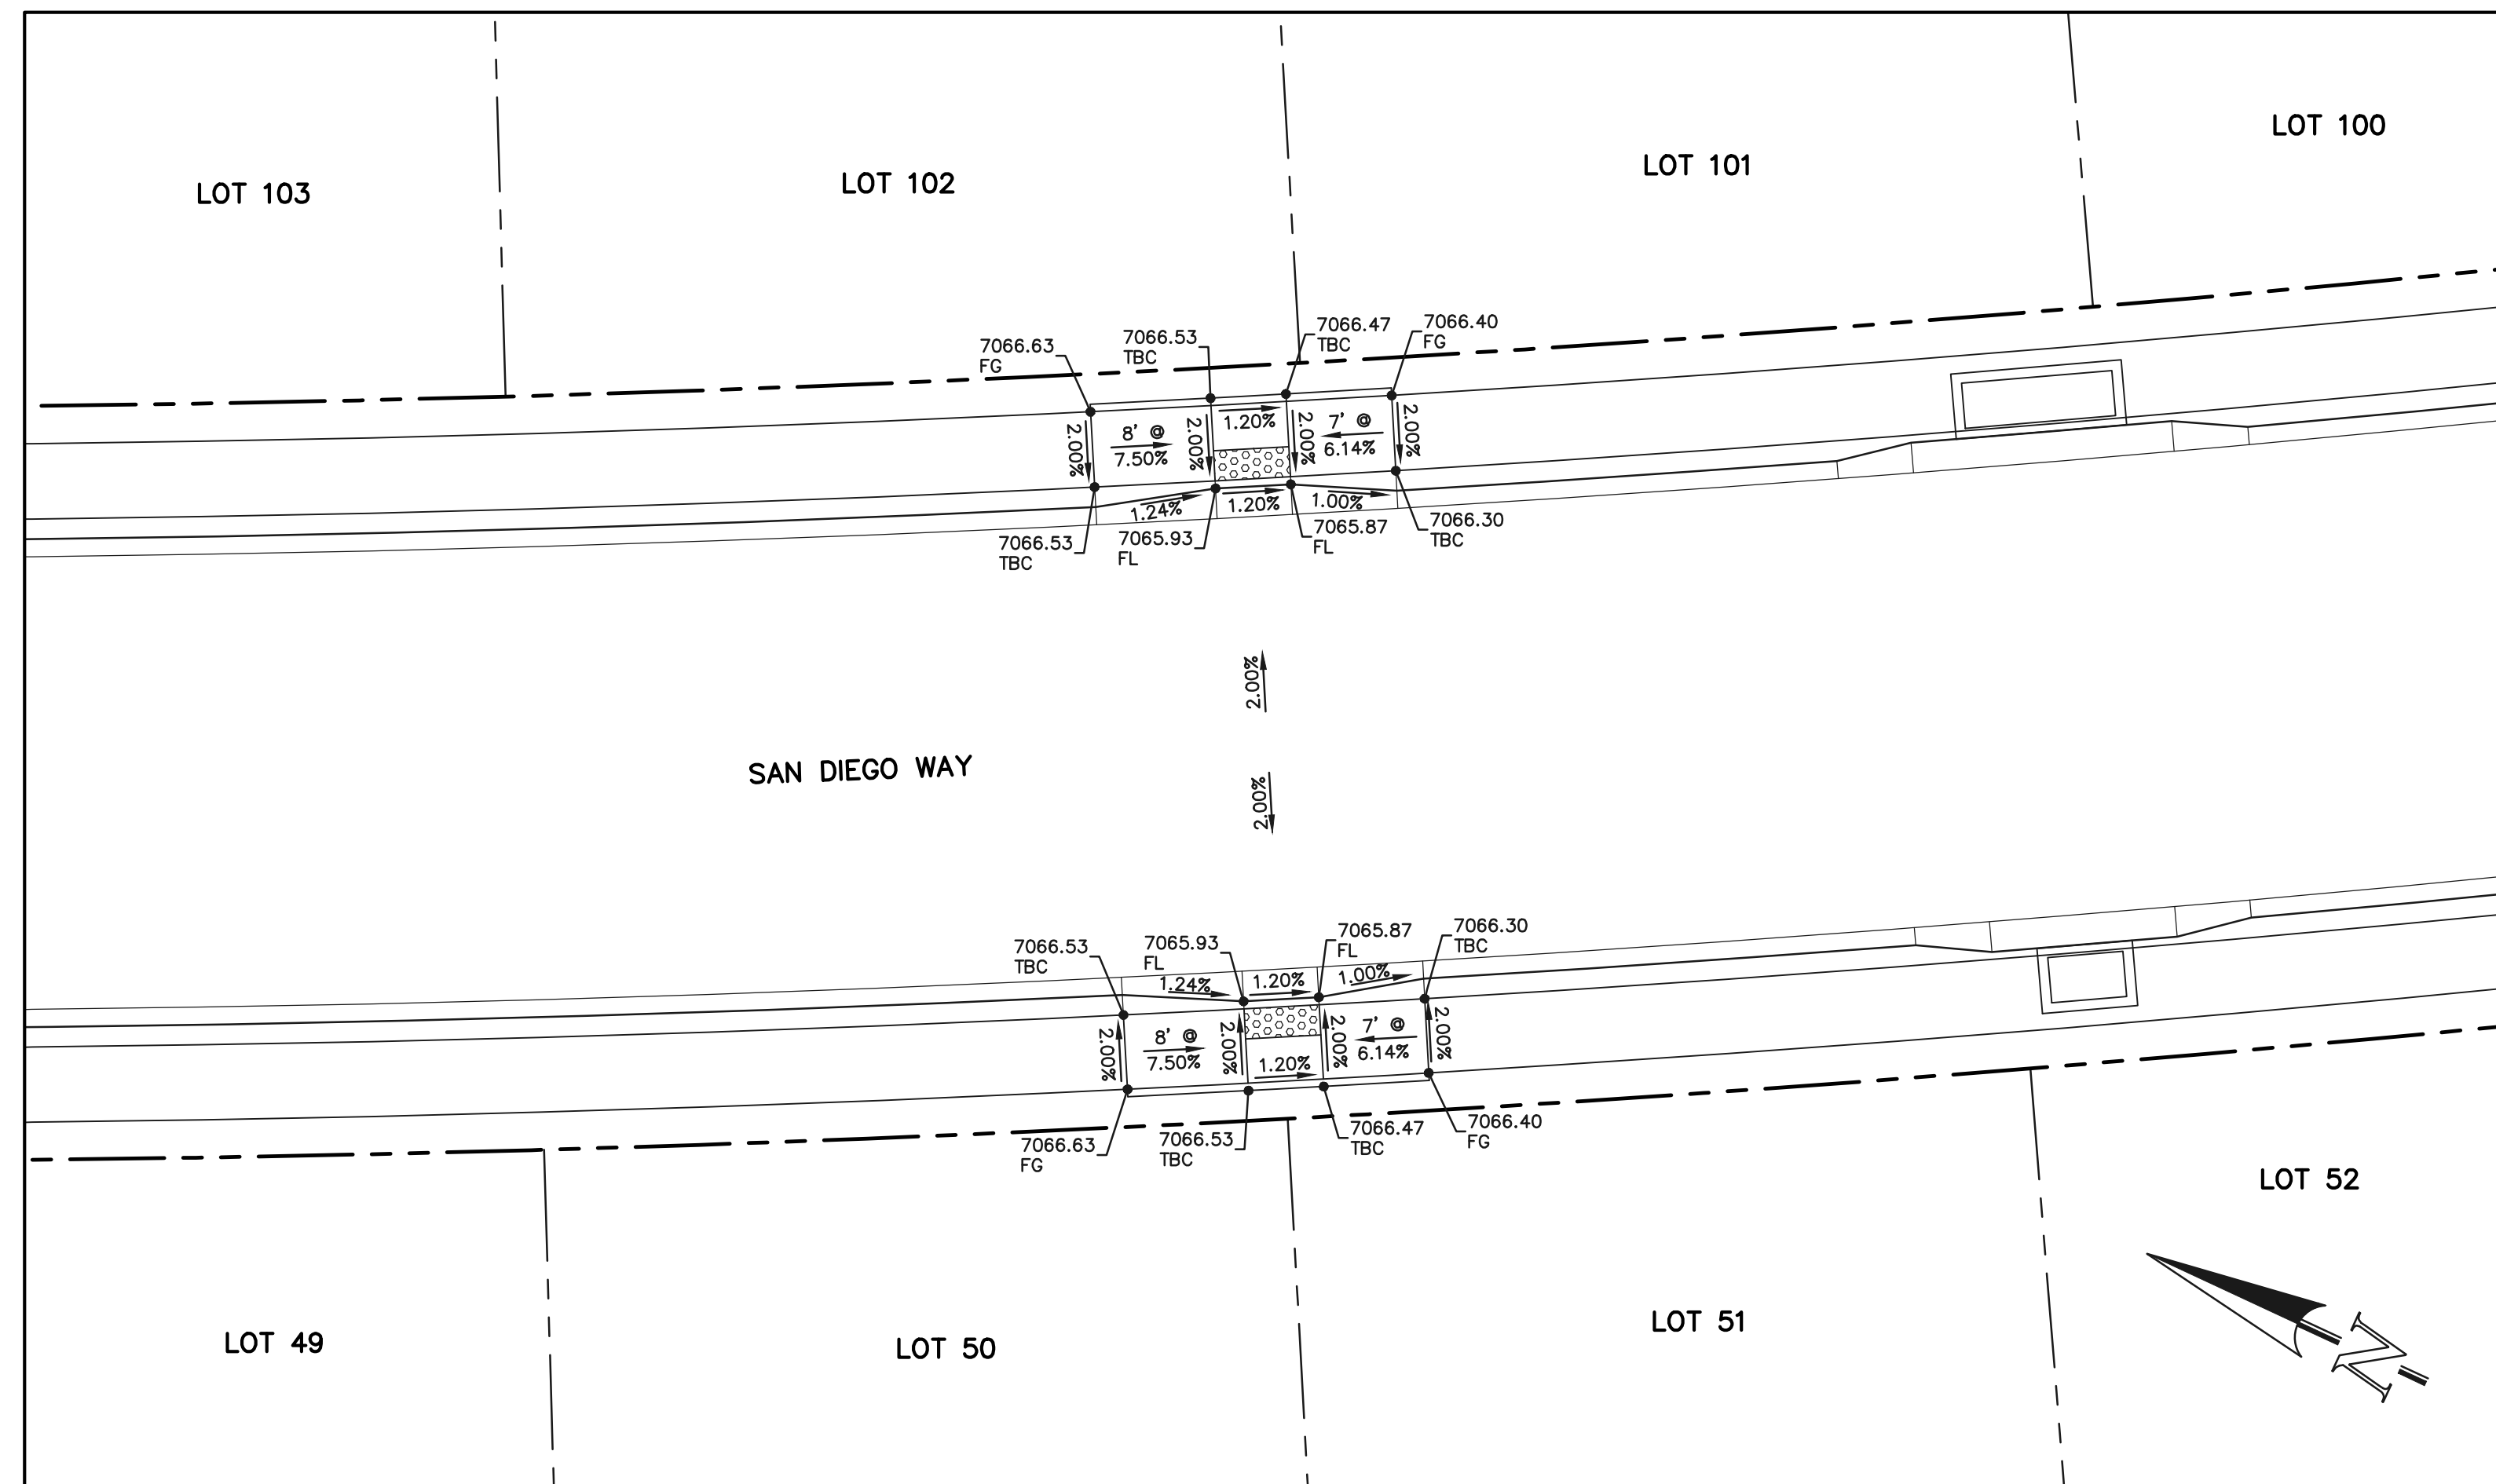 LOT 100
LOT 101
LOT 102
LOT 103
7066.63
FG
7066.53
TBC
7066.47
TBC
7066.40
FG
2.00%
8' @
7.50%
2.00%
1.20%
2.00%
7' @
6.14%
2.00%
1.24%
1.20%
1.00%
7066.53
TBC
7065.93
FL
7065.87
FL
7066.30
TBC
2.00%
SAN DIEGO WAY
2.00%
7066.53
TBC
7065.93
FL
7065.87
FL
7066.30
TBC
1.24%
1.20%
1.00%
2.00%
8' @
7.50%
2.00%
1.20%
2.00%
7' @
6.14%
2.00%
7066.63
FG
7066.53
TBC
7066.47
TBC
7066.40
FG
LOT 52
LOT 51
LOT 49
LOT 50
N